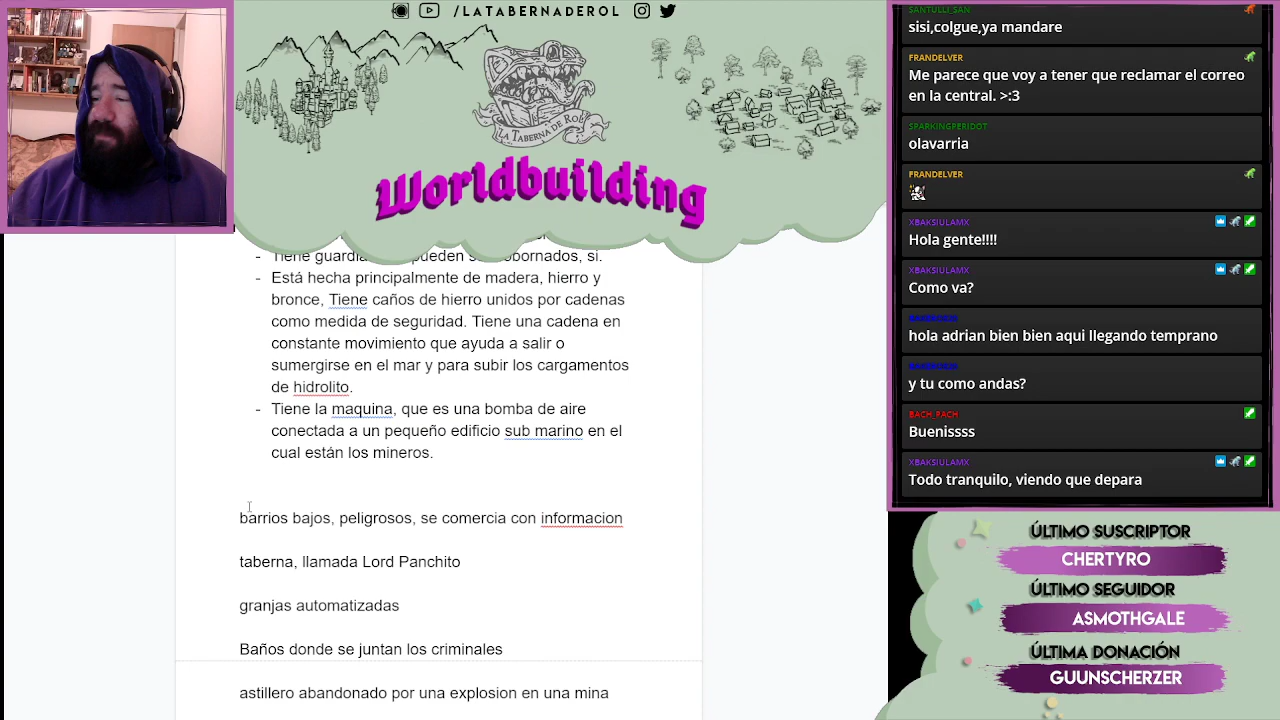 /LATABERNADEROL
LA TABERNA DE ROL
Worldbuilding
- Tiene guardia pueden s obornados, si.
- Está hecha principalmente de madera, hierro y
bronce, Tiene caños de hierro unidos por cadenas
como medida de seguridad. Tiene una cadena en
constante movimiento que ayuda a salir o
sumergirse en el mar y para subir los cargamentos
de hidrolito.
- Tiene la maquina, que es una bomba de aire
conectada a un pequeño edificio sub marino en el
cual están los mineros.
barrios bajos, peligrosos, se comercia con informacion
taberna, llamada Lord Panchito
granjas automatizadas
Baños donde se juntan los criminales
astillero abandonado por una explosion en una mina
SANTULLI_SAN
sisi,colgue,ya mandare
FRANDELVER
Me parece que voy a tener que reclamar el correo
en la central. >:3
SPARKINGPERIDOT
olavarria
FRANDELVER
XBAKSIULAMX
Hola gente!!!!
XBAKSIULAMX
Como va?
hola adrian bien bien aqui llegando temprano
y tu como andas?
BACH_PACH
Buenissss
XBAKSIULAMX
Todo tranquilo, viendo que depara
ÚLTIMO SUSCRIPTOR
CHERTYRO
ÚLTIMO SEGUIDOR
ASMOTHGALE
ÚLTIMA DONACIÓN
GUUNSCHERZER